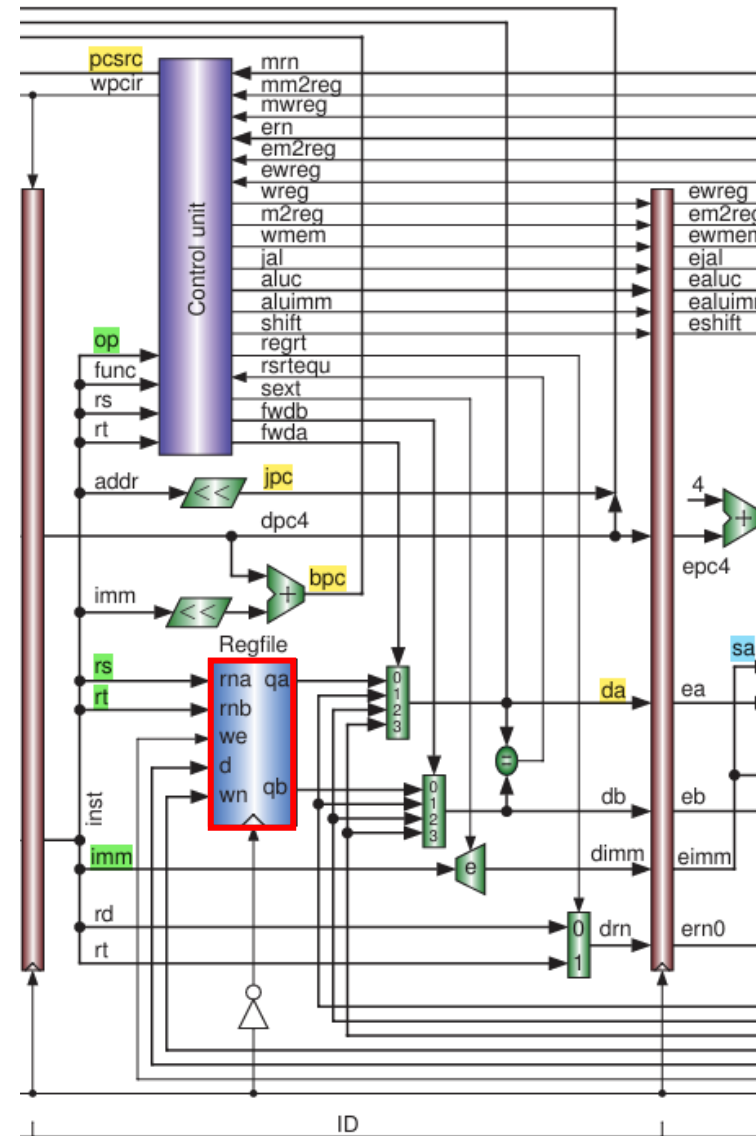 pcsrc
wpcir
mrn
mm2reg
mwreg
ern
em2reg
ewreg
wreg
m2reg
wmem
jal
aluc
aluimm
shift
regrt
rsrtequ
sext
fwdb
fwda
Control unit
op
func
rs
rt
ewreg
em2reg
ewmem
ejal
ealuc
ealuimm
eshift
addr
<<
jpc
4
+
dpc4
epc4
imm
<<
+
bpc
Regfile
rs
rt
rna qa
rnb
we
d
wn
qb
0
1
2
3
0
1
2
3
da
ea
sa
=
db
eb
inst
imm
e
dimm
eimm
rd
rt
0
1
drn
ern0
ID